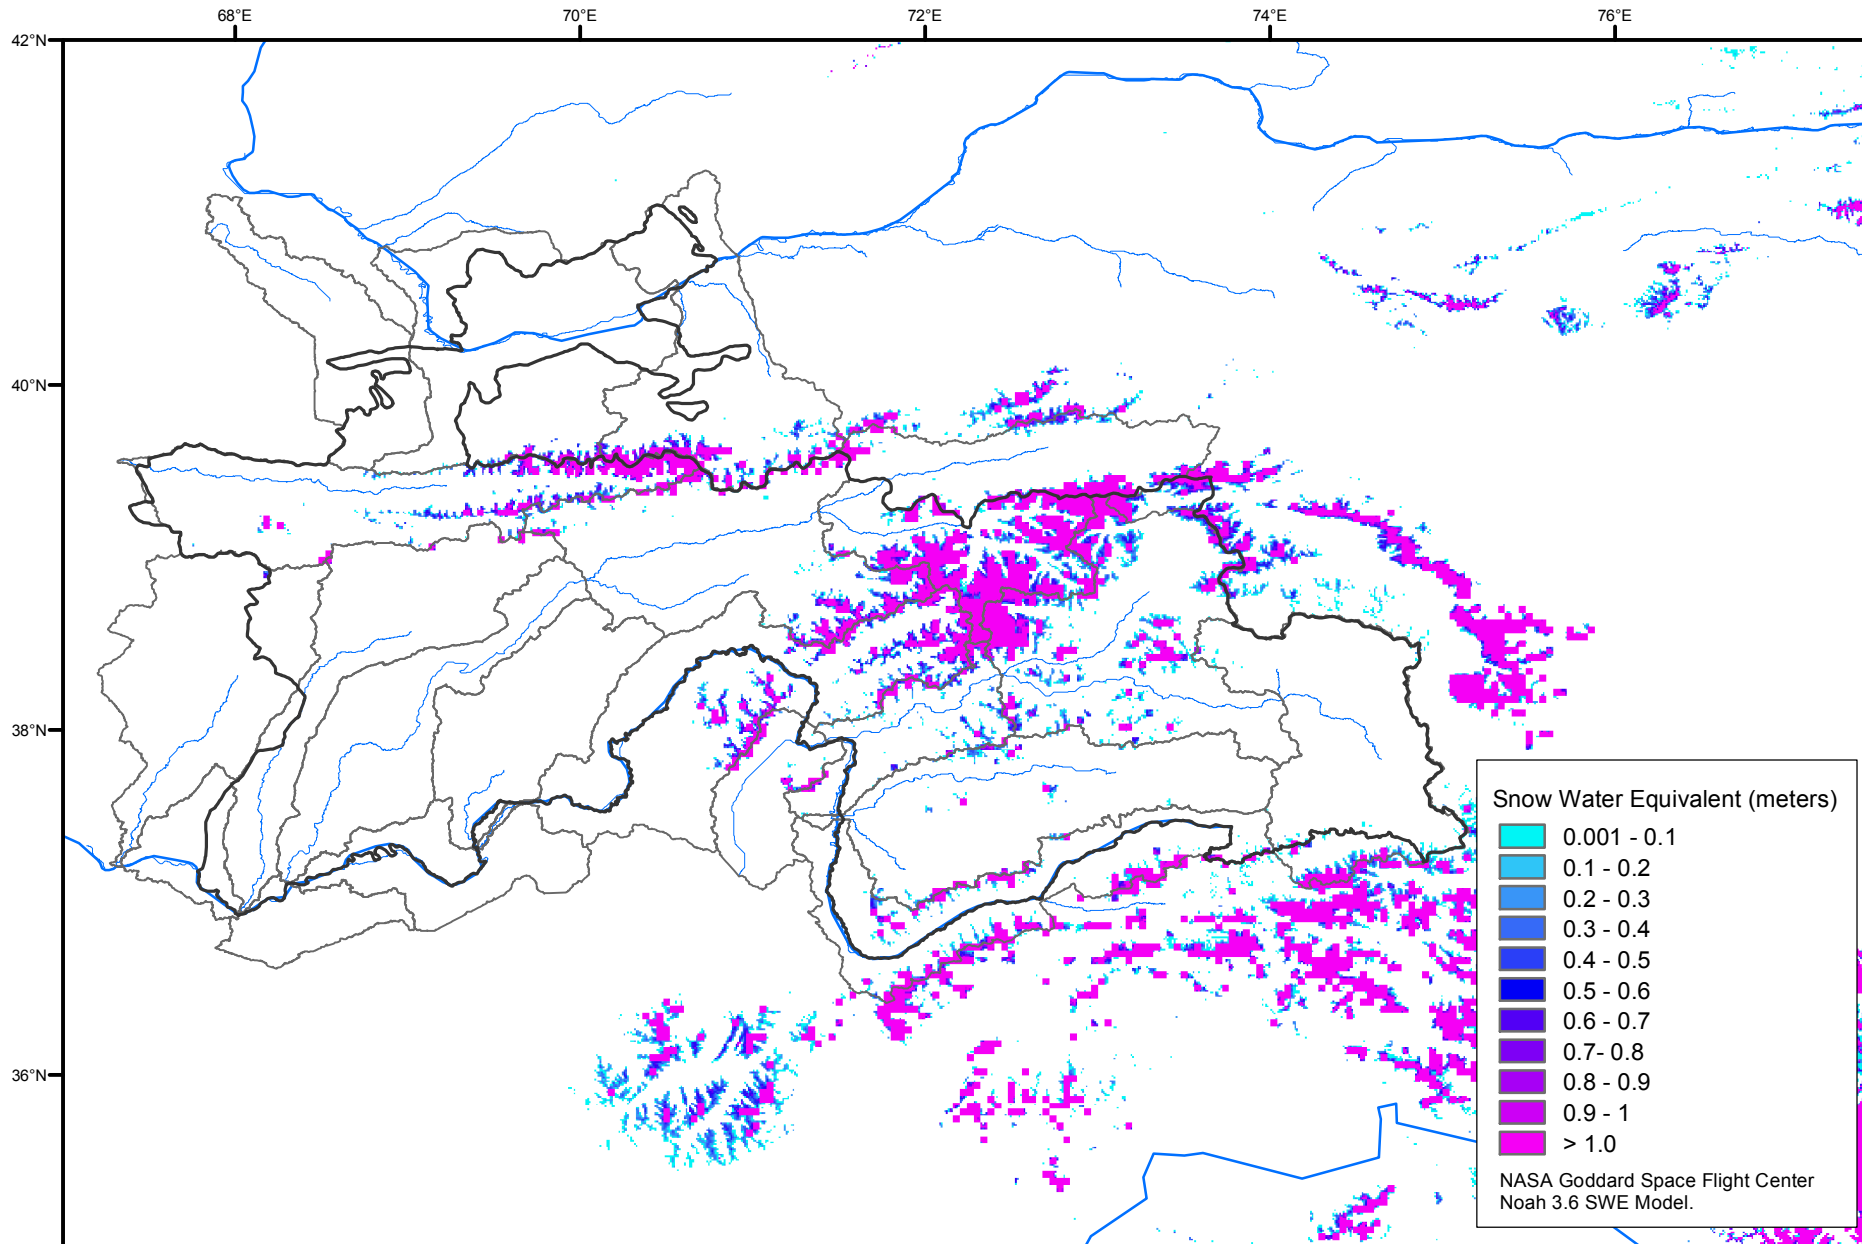 68°E 70°E 72°E 74°E 76°E
42°N
40°N
38°N
36°N
Snow Water Equivalent (meters)
0.001 - 0.1
0.1 - 0.2
0.2 - 0.3
0.3 - 0.4
0.4 - 0.5
0.5 - 0.6
0.6 - 0.7
0.7- 0.8
0.8 - 0.9
0.9 - 1
> 1.0
NASA Goddard Space Flight Center
Noah 3.6 SWE Model.